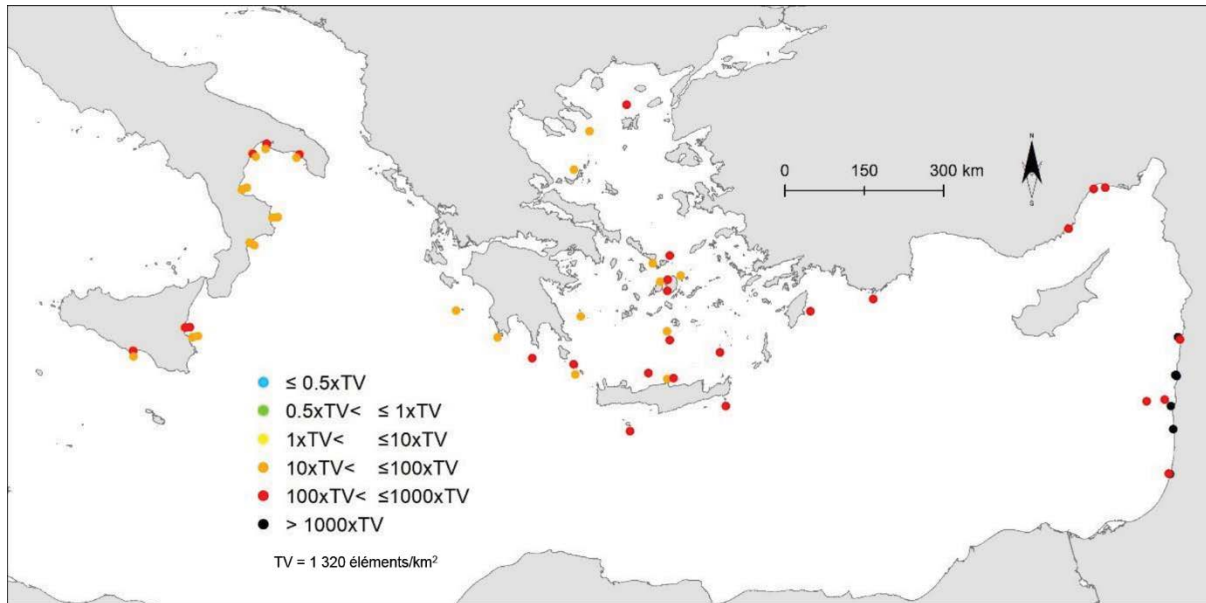 N
0 150 300 km
G
≤ 0.5xTV
0.5xTV< ≤ 1xTV
1xTV< ≤10xTV
10xTV< ≤100xTV
100xTV< ≤1000xTV
> 1000xTV
TV = 1 320 éléments/km²